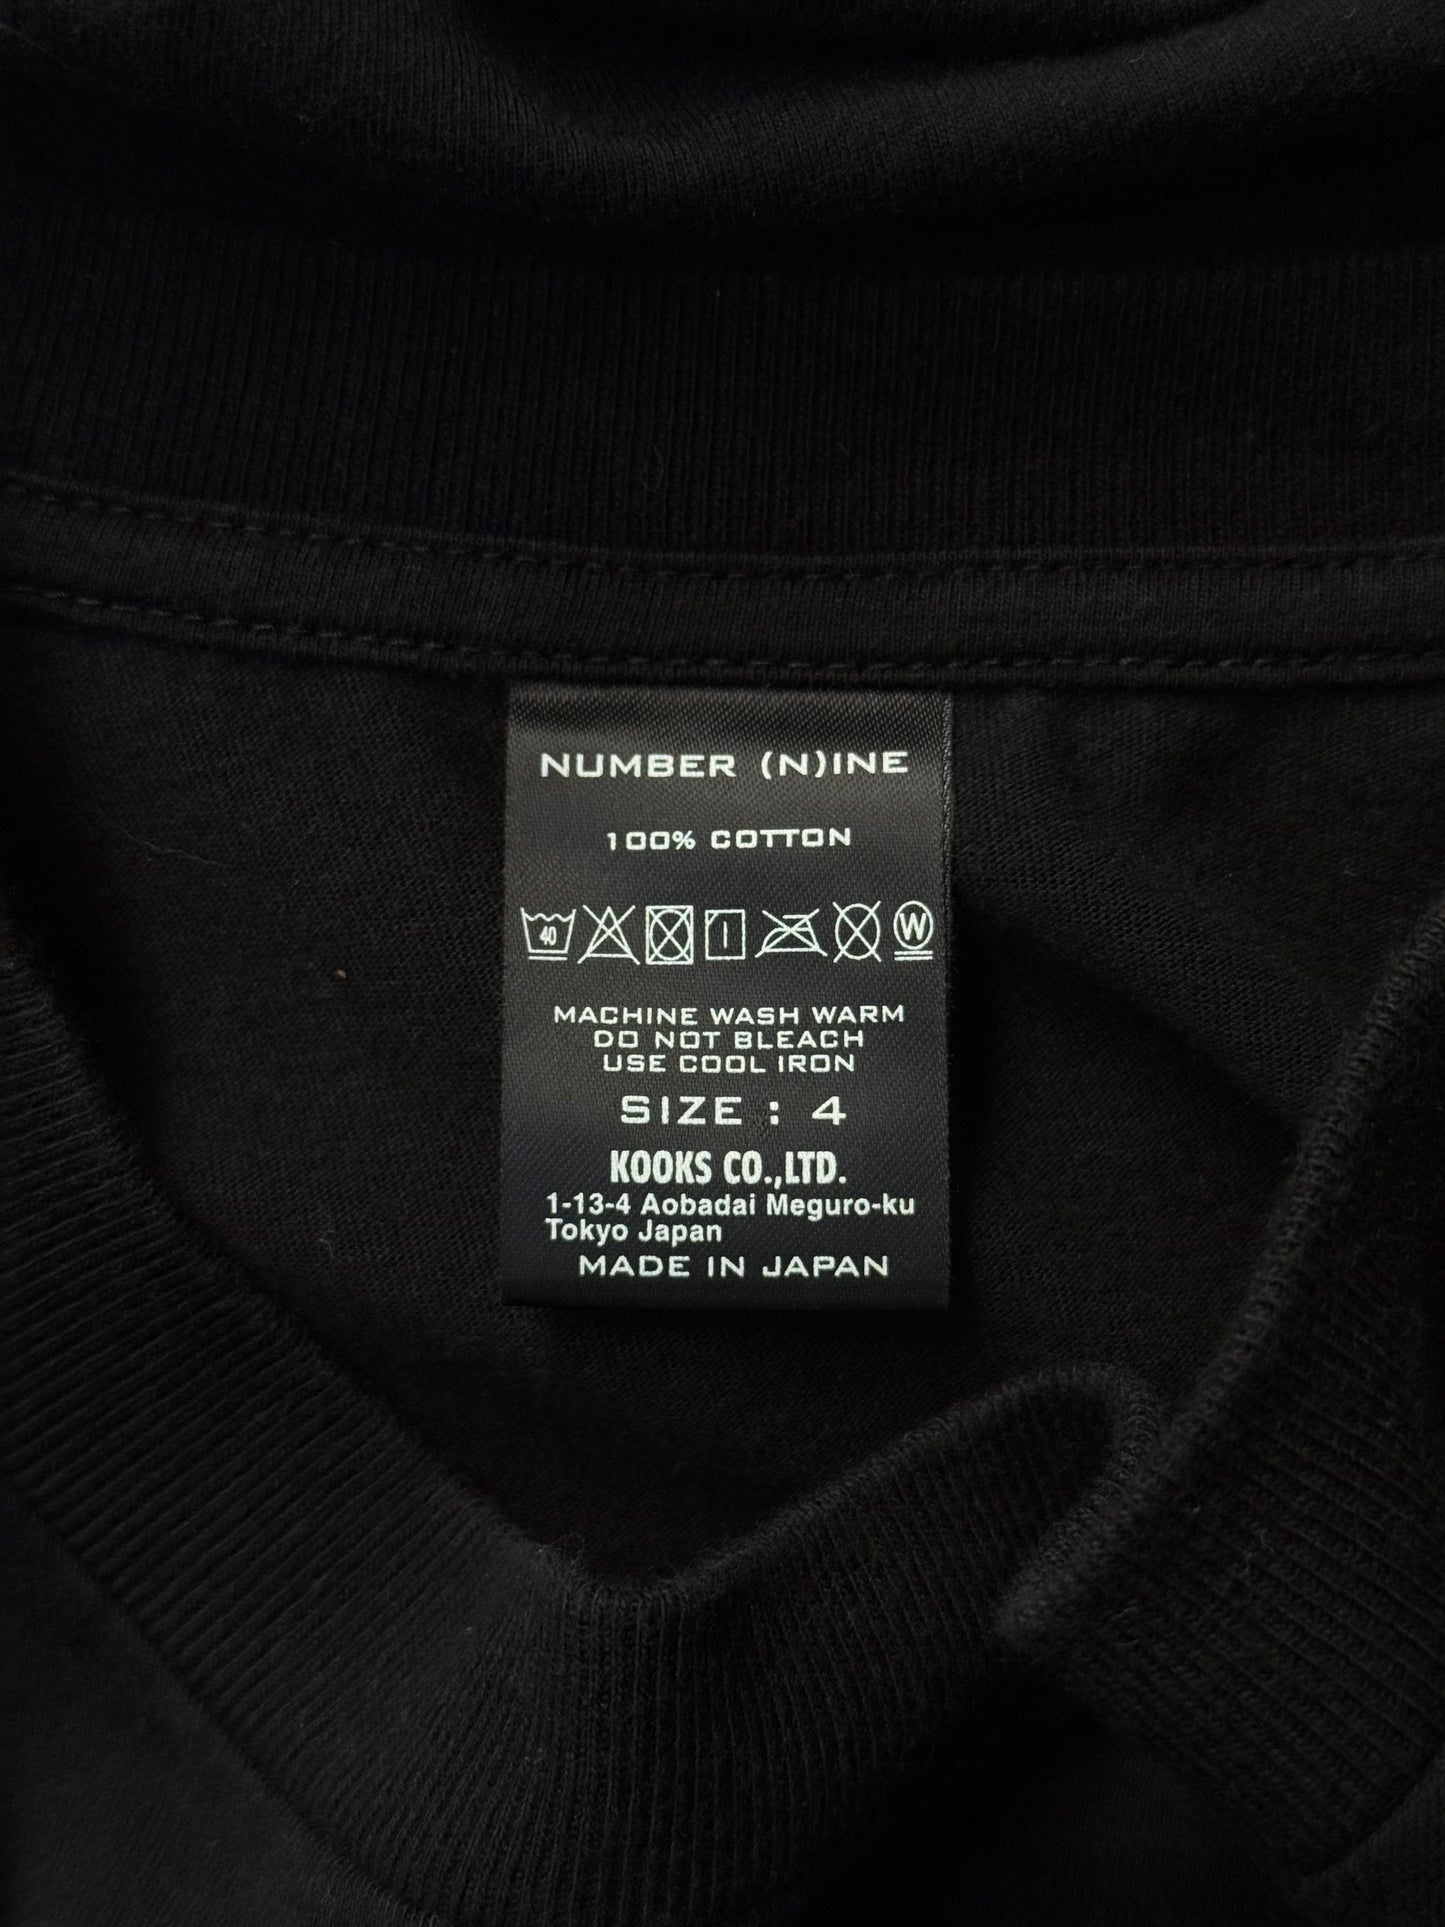 NUMBER (N)INE
100% COTTON
40 W
MACHINE WASH WARM
DO NOT BLEACH
USE COOL IRON
SIZE : 4
KOOKS CO.,LTD.
1-13-4 Aobadai Meguro-ku
Tokyo Japan
MADE IN JAPAN